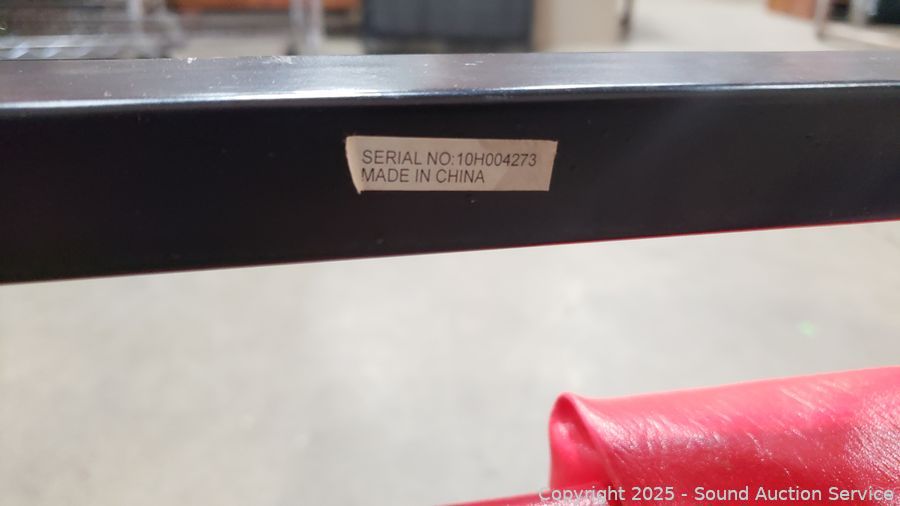 SERIAL NO:10H004273
MADE IN CHINA
Copyright 2025 - Sound Auction Service